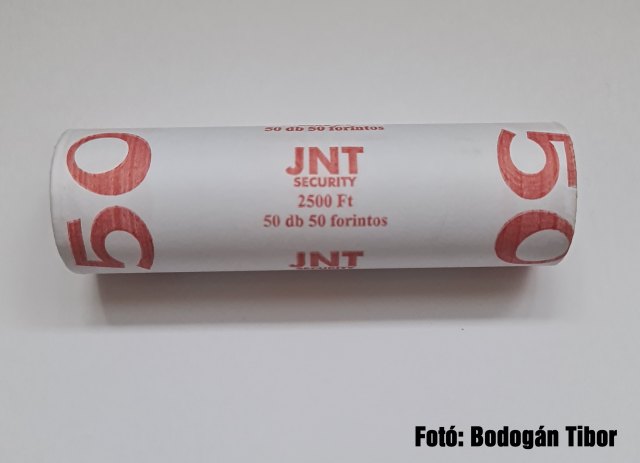 50 db 50 forintos
JNT
SECURITY
2500 Ft
50 db 50 forintos
JNT
50
50
Fotó: Bodogán Tibor